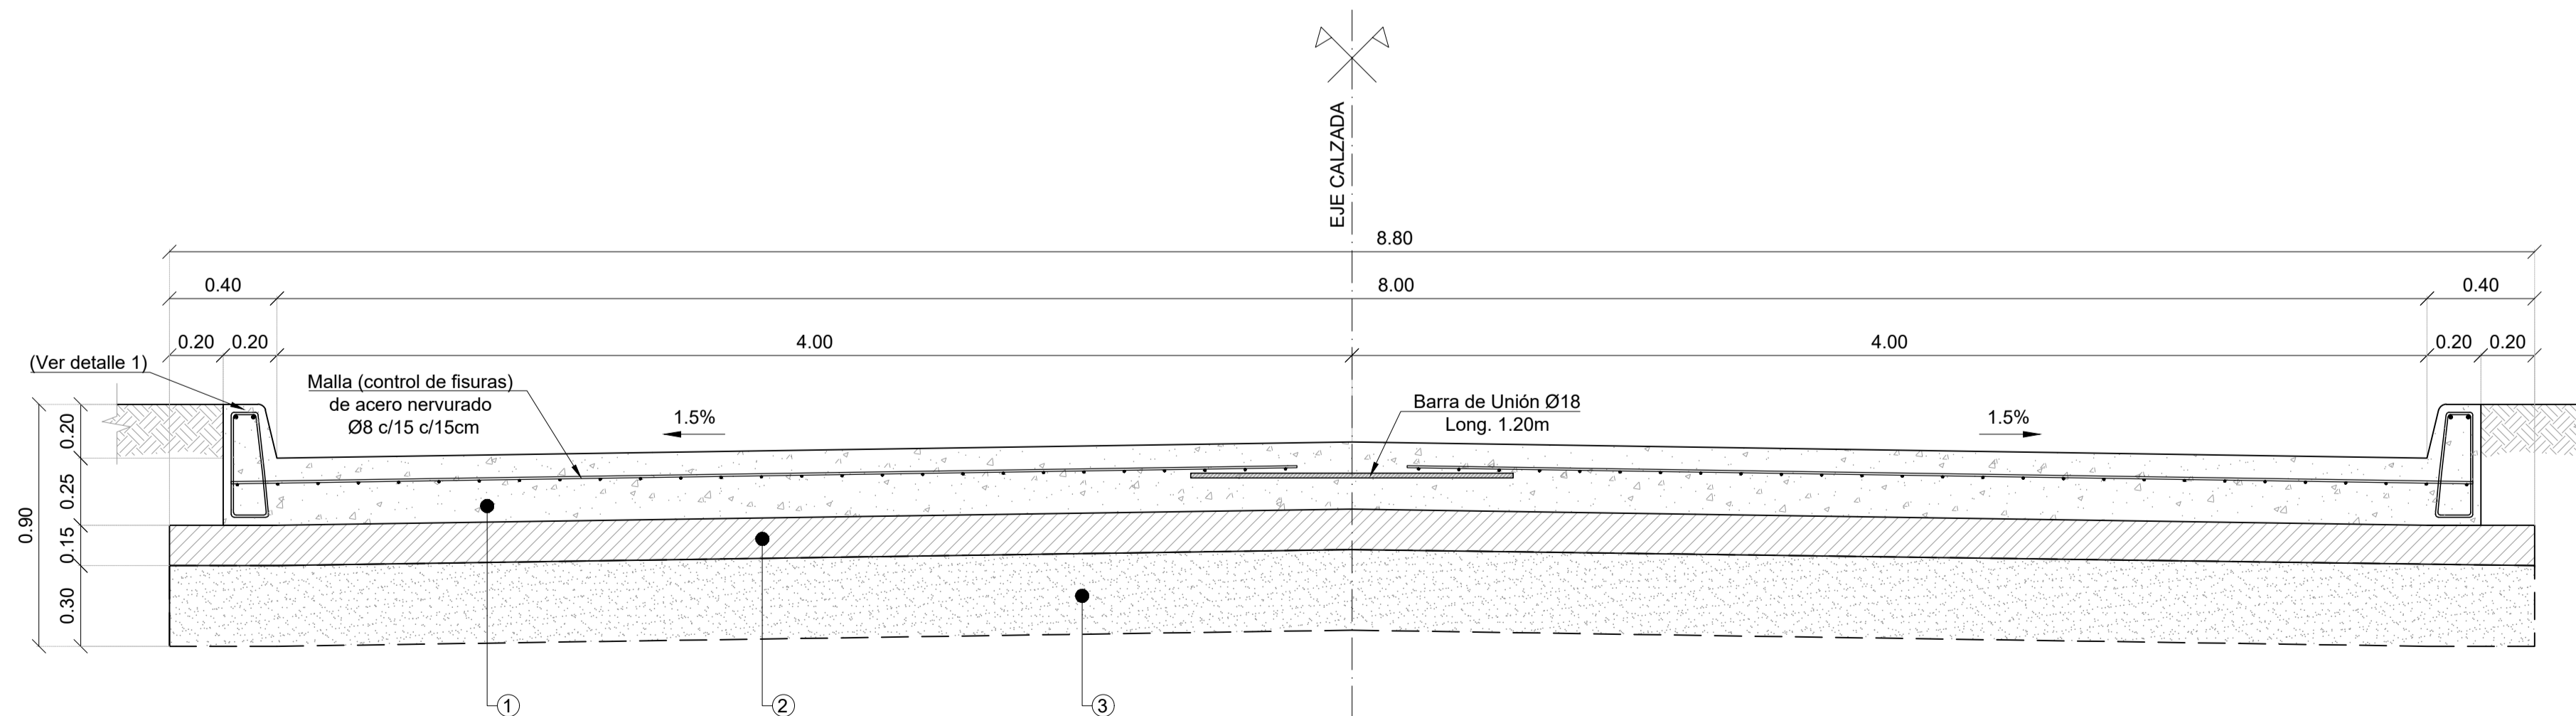 EJE CALZADA
8.80
0.40
8.00
0.40
0.20
0.20
4.00
4.00
0.20
0.20
(Ver detalle 1)
Malla (control de fisuras)
de acero nervurado
Ø8 c/15 c/15cm
1.5%
Barra de Unión Ø18
Long. 1.20m
1.5%
0.90
0.20
0.25
0.15
0.30
1
2
3